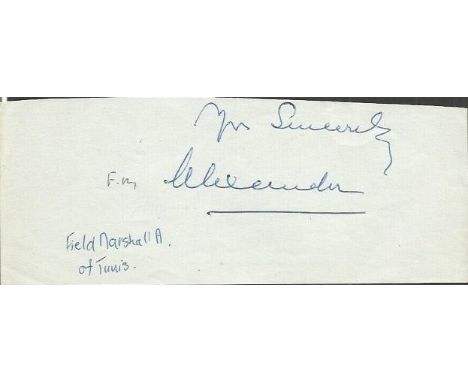 Yrs Sincerely
F.M. Alexander
Field Marshall A.
of Tunis.